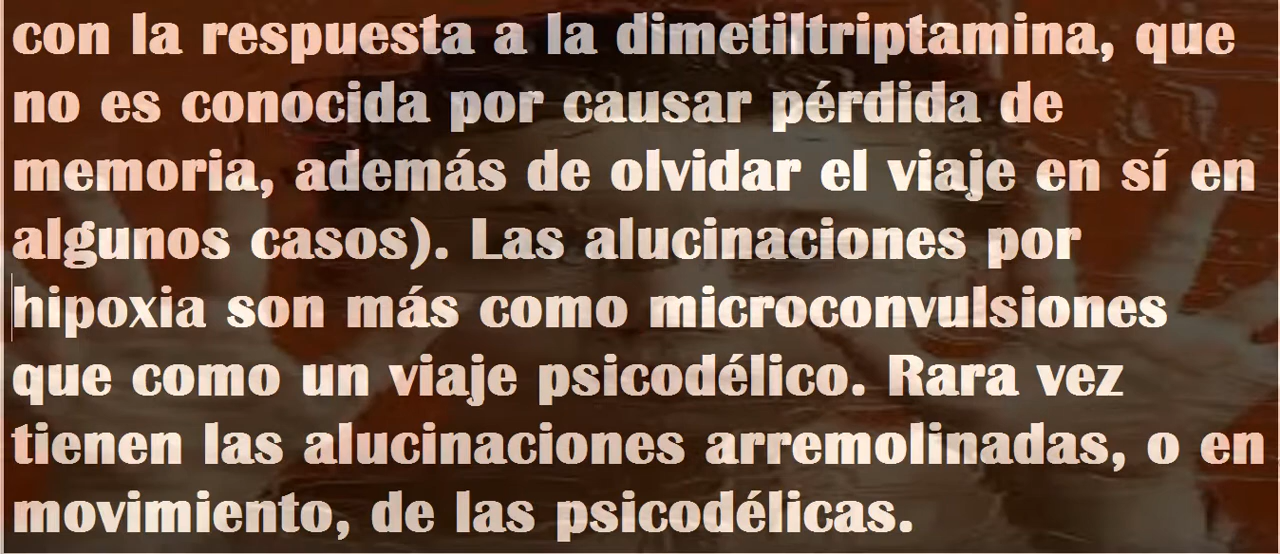 con la respuesta a la dimetiltriptamina, que
no es conocida por causar pérdida de
memoria, además de olvidar el viaje en sí en
algunos casos). Las alucinaciones por
hipoxia son más como microconvulsiones
que como un viaje psicodélico. Rara vez
tienen las alucinaciones arremolinadas, o en
movimiento, de las psicodélicas.